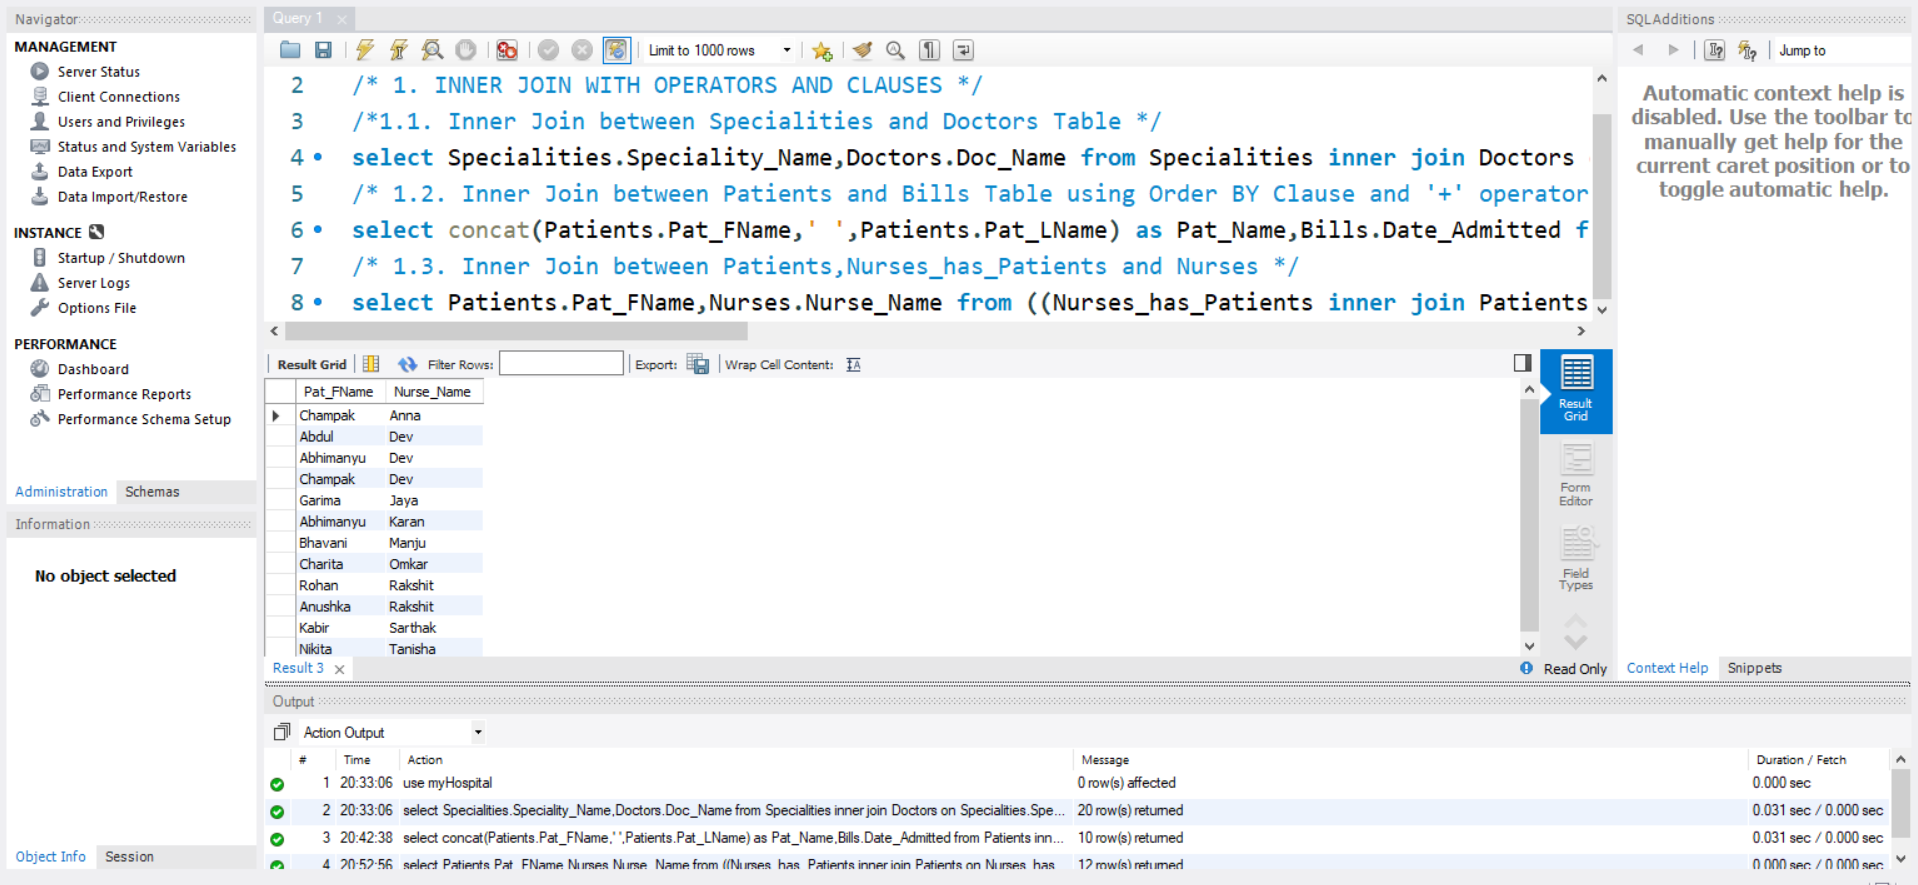 Navigator
MANAGEMENT
Server Status
Client Connections
Users and Privileges
Status and System Variables
Data Export
Data Import/Restore
INSTANCE
Startup / Shutdown
Server Logs
Options File
PERFORMANCE
Dashboard
Performance Reports
Performance Schema Setup
Administration Schemas
Information
No object selected
Object Info Session
Query 1
Limit to 1000 rows
2 /* 1. INNER JOIN WITH OPERATORS AND CLAUSES */
3 /*1.1. Inner Join between Specialities and Doctors Table */
4 select Specialities.Speciality_Name,Doctors.Doc_Name from Specialities inner join Doctors
5 /* 1.2. Inner Join between Patients and Bills Table using Order BY Clause and '+' operator
6 select concat(Patients.Pat_FName,' ',Patients.Pat_LName) as Pat_Name,Bills.Date_Admitted f
7 /* 1.3. Inner Join between Patients,Nurses_has_Patients and Nurses */
8 select Patients.Pat_FName,Nurses.Nurse_Name from ((Nurses_has_Patients inner join Patients
Result Grid Filter Rows: Export: Wrap Cell Content:
Pat_FName Nurse_Name
Champak Anna
Abdul Dev
Abhimanyu Dev
Champak Dev
Garima Jaya
Abhimanyu Karan
Bhavani Manju
Charita Omkar
Rohan Rakshit
Anushka Rakshit
Kabir Sarthak
Nikita Tanisha
Result
Grid
Form
Editor
Field
Types
Result 3
Read Only
Output
Action Output
# Time Action Message Duration / Fetch
1 20:33:06 use myHospital 0 row(s) affected 0.000 sec
2 20:33:06 select Specialities.Speciality_Name,Doctors.Doc_Name from Specialities inner join Doctors on Specialities.Spe... 20 row(s) returned 0.031 sec / 0.000 sec
3 20:42:38 select concat(Patients.Pat_FName,' ',Patients.Pat_LName) as Pat_Name,Bills.Date_Admitted from Patients inn... 10 row(s) returned 0.031 sec / 0.000 sec
4 20:52:56 select Patients.Pat_FName,Nurses.Nurse_Name from ((Nurses_has_Patients inner join Patients on Nurses_has 12 row(s) returned 0.000 sec / 0.000 sec
SQLAdditions
Jump to
Automatic context help is
disabled. Use the toolbar to
manually get help for the
current caret position or to
toggle automatic help.
Context Help Snippets